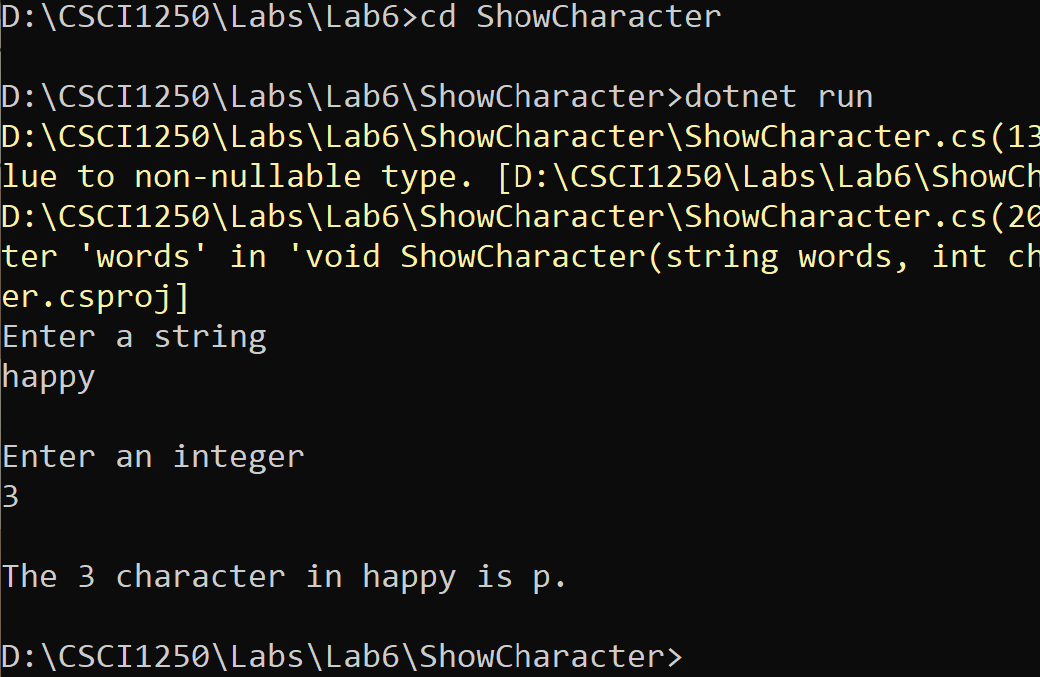 D:\CSCI1250\Labs\Lab6>cd ShowCharacter
D:\CSCI1250\Labs\Lab6\ShowCharacter>dotnet run
D:\CSCI1250\Labs\Lab6\ShowCharacter\ShowCharacter.cs(13
lue to non-nullable type. [D:\CSCI1250\Labs\Lab6\ShowCh
D:\CSCI1250\Labs\Lab6\ShowCharacter\ShowCharacter.cs(20
ter 'words' in 'void ShowCharacter(string words, int ch
er.csproj]
Enter a string
happy
Enter an integer
3
The 3 character in happy is p.
D:\CSCI1250\Labs\Lab6\ShowCharacter>